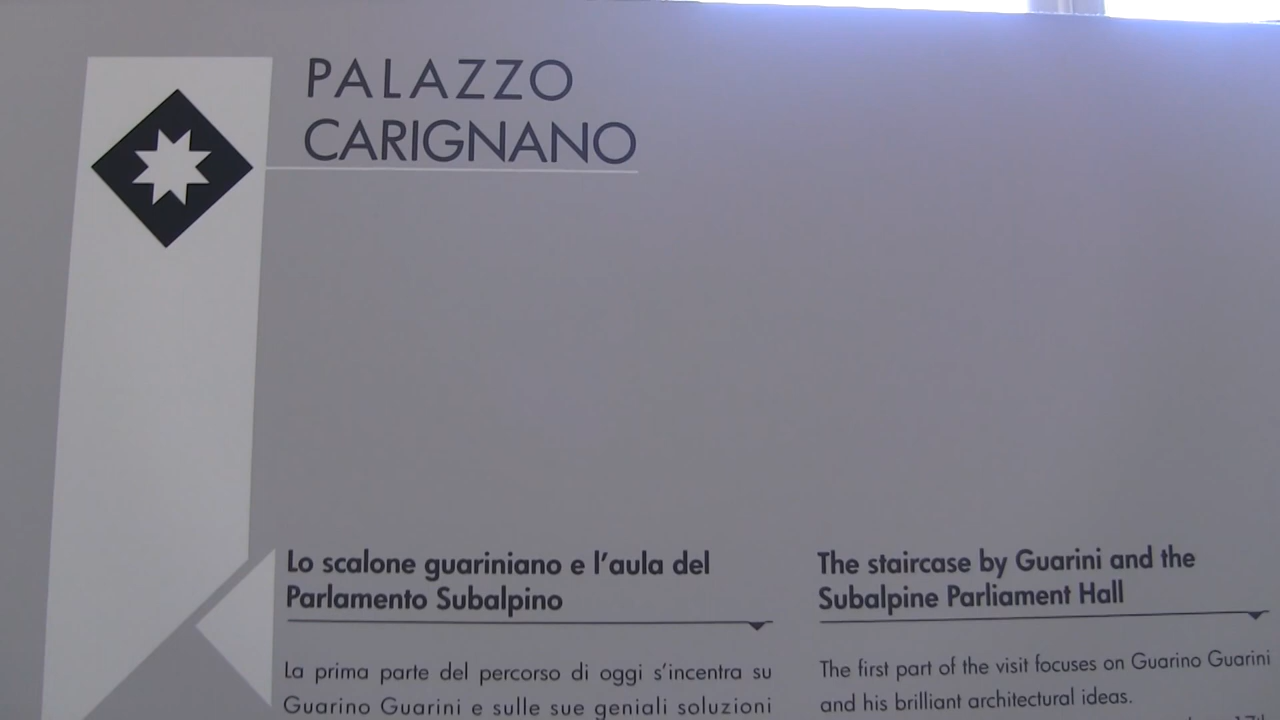 PALAZZO
CARIGNANO
Lo scalone guariniano e l'aula del
Parlamento Subalpino
La prima parte del percorso di oggi s'incentra su
Guarino Guarini e sulle sue geniali soluzioni
The staircase by Guarini and the
Subalpine Parliament Hall
The first part of the visit focuses on Guarino Guarini
and his brilliant architectural ideas.